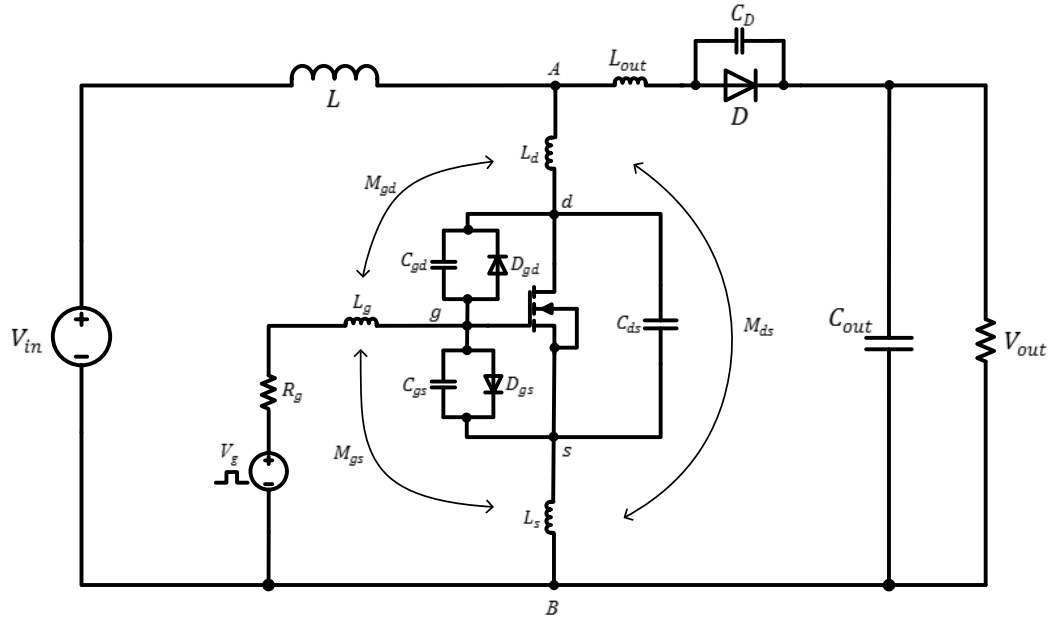 C_D
A
L_out
L
D
L_d
M_gd
d
C_gd
D_gd
L_g
g
V_in
C_ds
M_ds
C_out
V_out
R_g
C_gs
D_gs
V_g
M_gs
s
L_s
B